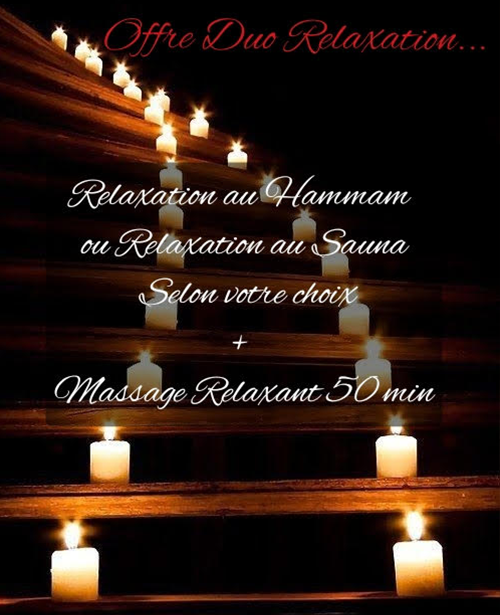 Offre Duo Relaxation...
Relaxation au Hammam
ou Relaxation au Sauna
Selon votre choix
+
Massage Relaxant 50 min